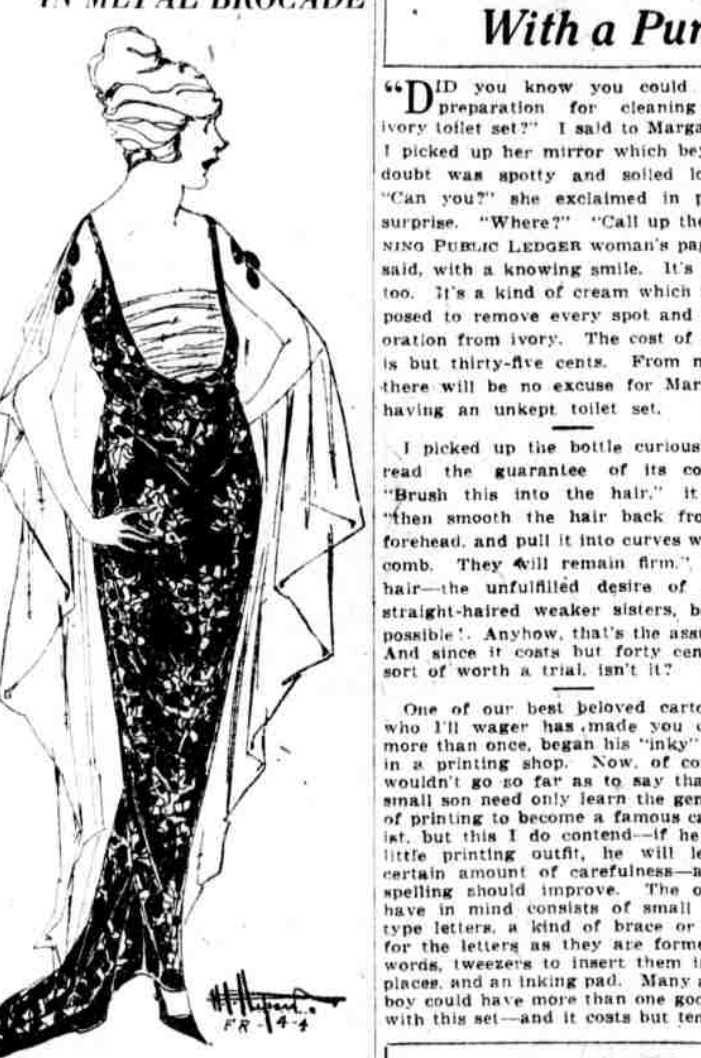 IN METAL BROCADE
With a Pur
"DID you know you could
preparation for cleaning
ivory toilet set?" I said to Marga
I picked up her mirror which bey
doubt was spotty and soiled lo
"Can you?" she exclaimed in p
surprise. "Where?" "Call up the
NING PUBLIC LEDGER woman's pag
said, with a knowing smile. It's
too. It's a kind of cream which
posed to remove every spot and
oration from ivory. The cost of
is but thirty-five cents. From n
there will be no excuse for Mar
having an unkept toilet set.
I picked up the bottle curious
read the guarantee of its co
"Brush this into the hair," it
"then smooth the hair back fro
forehead, and pull it into curves w
comb. They will remain firm."
hair—the unfulfilled desire of
straight-haired weaker sisters, b
possible! Anyhow, that's the assu
And since it costs but forty cen
sort of worth a trial, isn't it?
One of our best beloved carto
who I'll wager has made you c
more than once, began his "inky"
in a printing shop. Now, of co
wouldn't go so far as to say tha
small son need only learn the gen
of printing to become a famous ca
ist, but this I do contend—if he
little printing outfit, he will le
certain amount of carefulness—a
spelling should improve. The o
have in mind consists of small
type letters, a kind of brace or
for the letters as they are forme
words, tweezers to insert them i
places, and an inking pad. Many a
boy could have more than one goo
with this set—and it costs but ten
FR-4-4